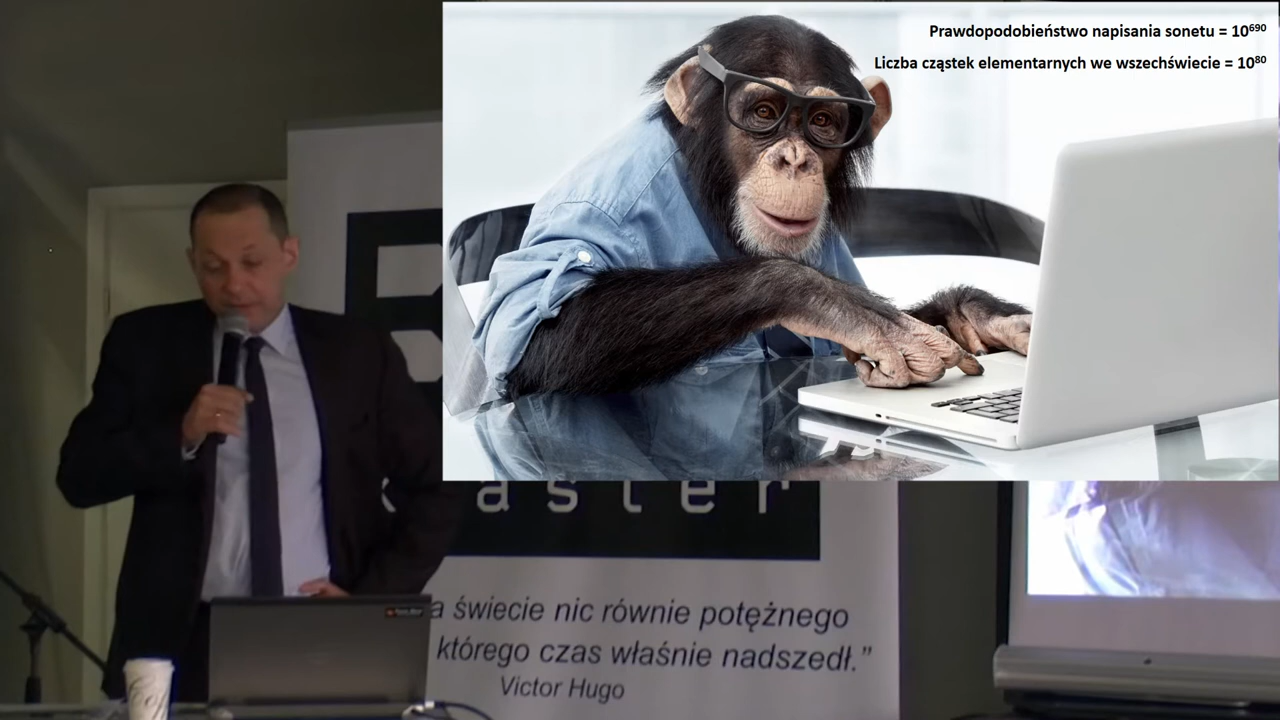 Prawdopodobieństwo napisania sonetu = 10⁶⁹⁰
Liczba cząstek elementarnych we wszechświecie = 10⁸⁰
a świecie nic równie potężnego
którego czas właśnie nadszedł.”
Victor Hugo